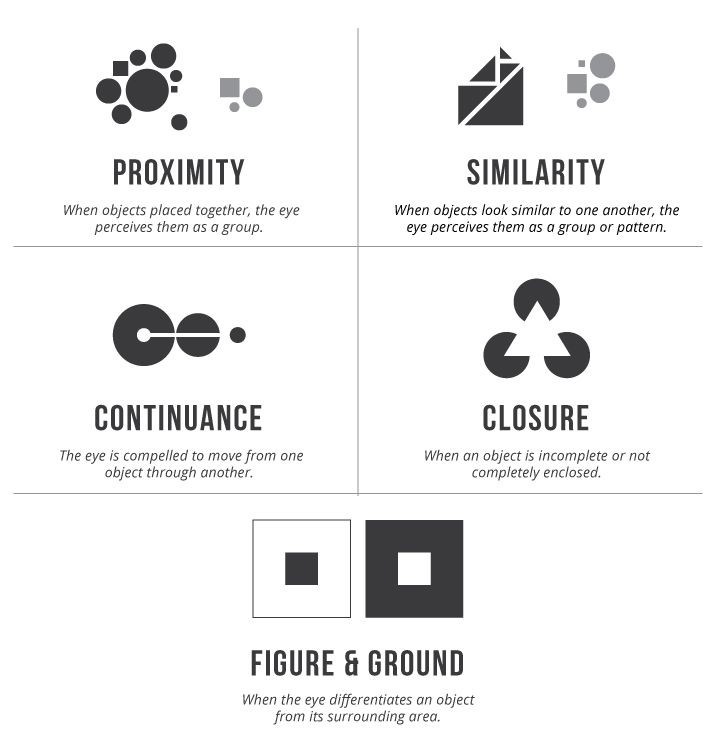 PROXIMITY
When objects placed together, the eye
perceives them as a group.
SIMILARITY
When objects look similar to one another, the
eye perceives them as a group or pattern.
CONTINUANCE
The eye is compelled to move from one
object through another.
CLOSURE
When an object is incomplete or not
completely enclosed.
FIGURE & GROUND
When the eye differentiates an object
from its surrounding area.